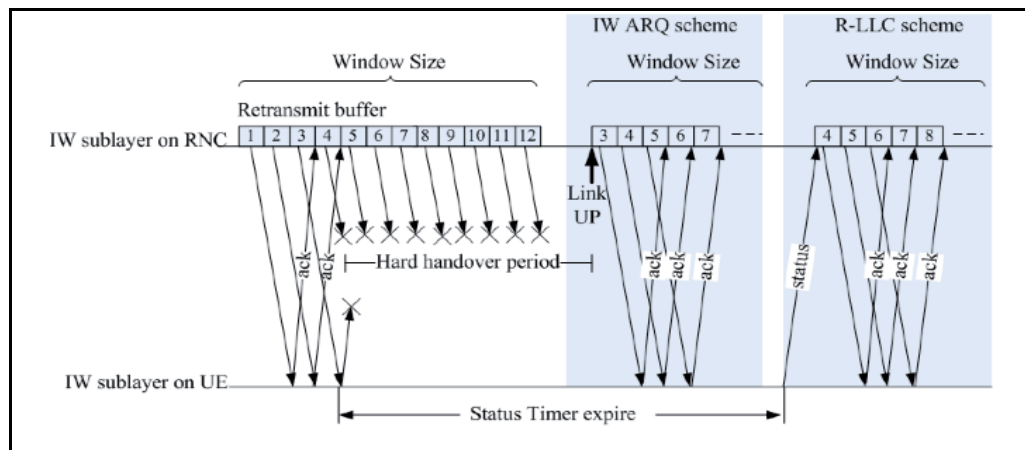 IW ARQ scheme
R-LLC scheme
Window Size
Window Size
Window Size
Retransmit buffer
IW sublayer on RNC
1 2 3 4 5 6 7 8 9 10 11 12
3 4 5 6 7
4 5 6 7 8
Link
UP
ack
ack
Hard handover period
ack
ack
ack
status
ack
ack
ack
IW sublayer on UE
Status Timer expire